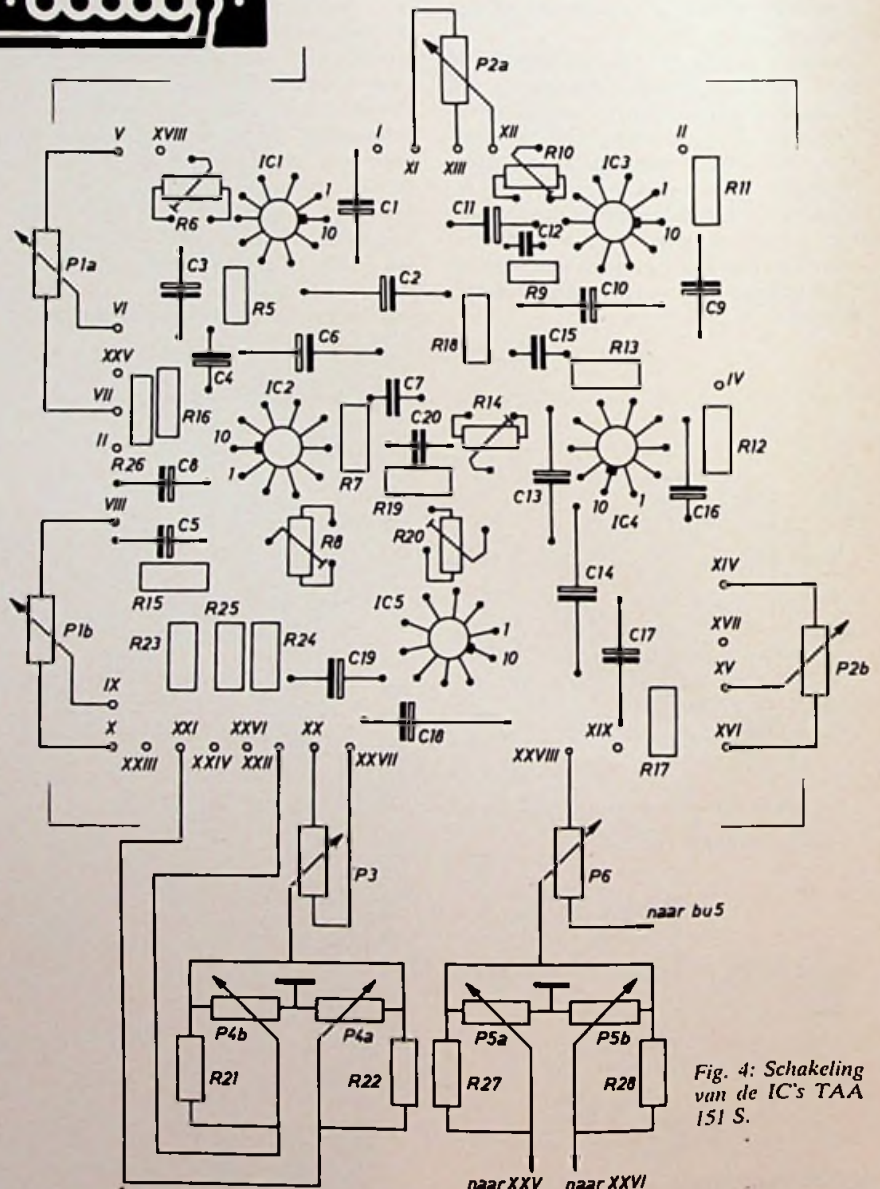 P2a
V XVIII I XI XIII XII II
IC1 R10 IC3
1 1 R11
R6 10 C1 C11 C12 10
P1a C3 R5 C2 R9 C10 C9
VI
XXV C4 C6 R18 C15 R13
VII R16 IC2 C7 R14 IV
II 10 C20 R12
R26 C8 1 R7 C13 C16
VIII R19 10 1
C5 R8 R20 IC4
R15 IC5 C14 XIV
P1b R23 R25 R24 1 C17 XVII
10 XV P2b
IX C19
X XXI XXVI XX C18 XIX XVI
XXIII XXIV XXII XXVII XXVIII R17
P3 P6
naar bu5
P4b P4a P5a P5b
R21 R22 R27 R28
naar XXV naar XXVI
Fig. 4: Schakeling
van de IC's TAA
151 S.